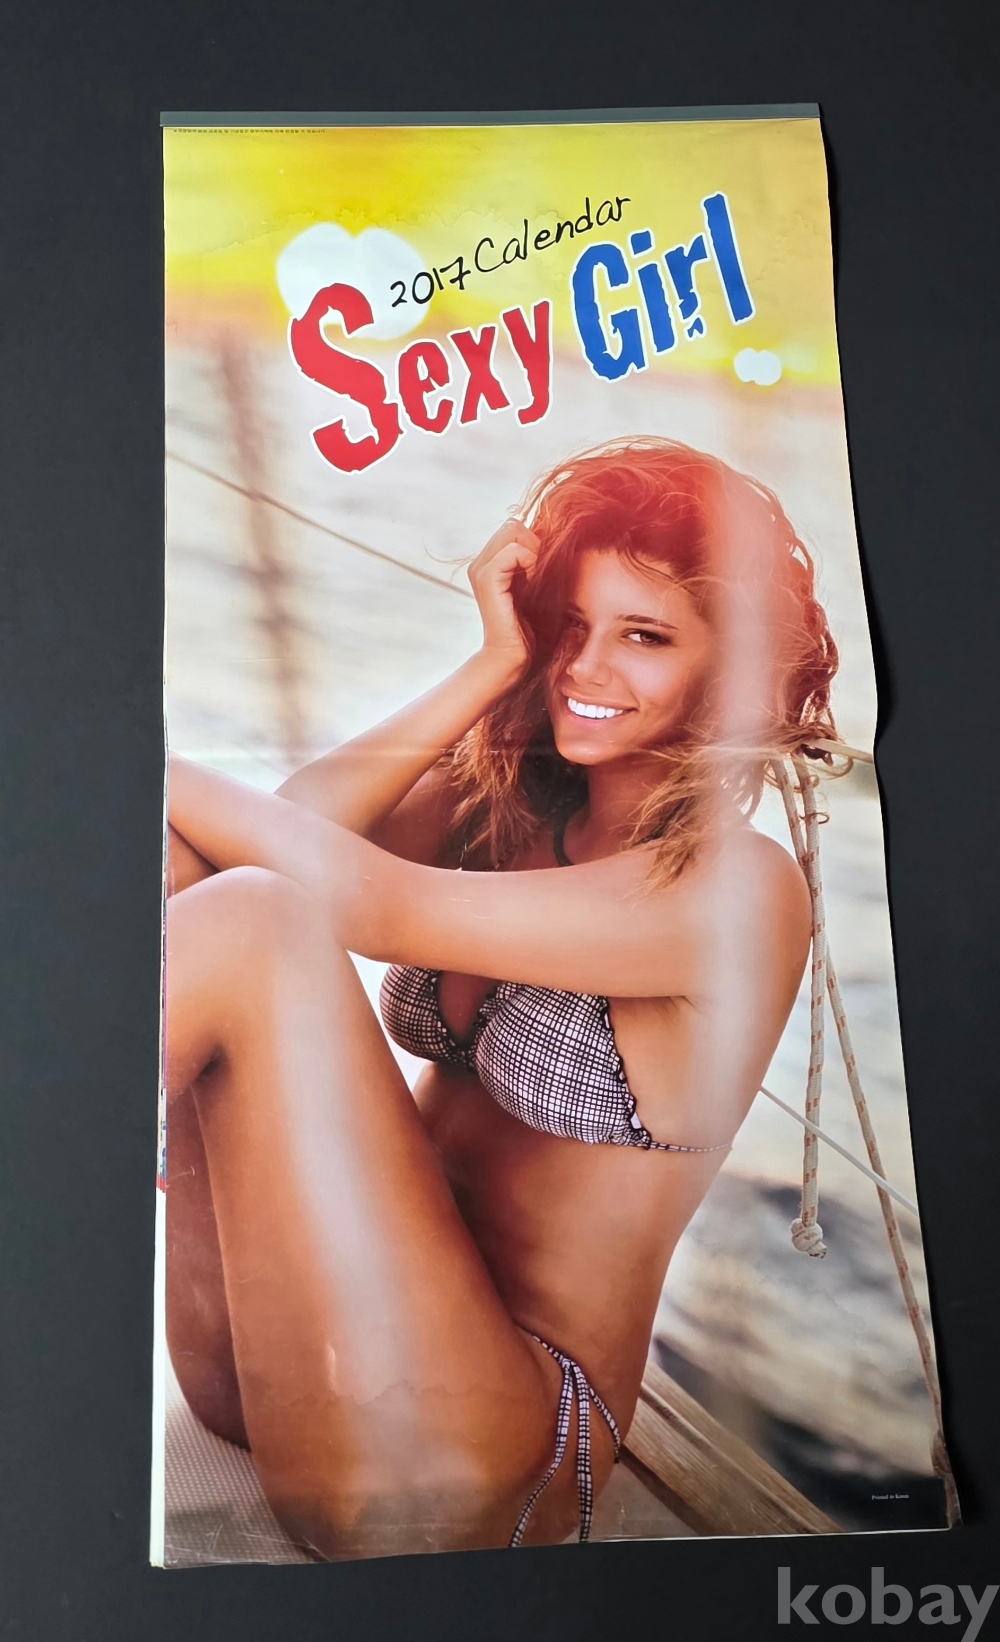 2017 Calendar
Sexy Girl
Printed in Korea
kobay